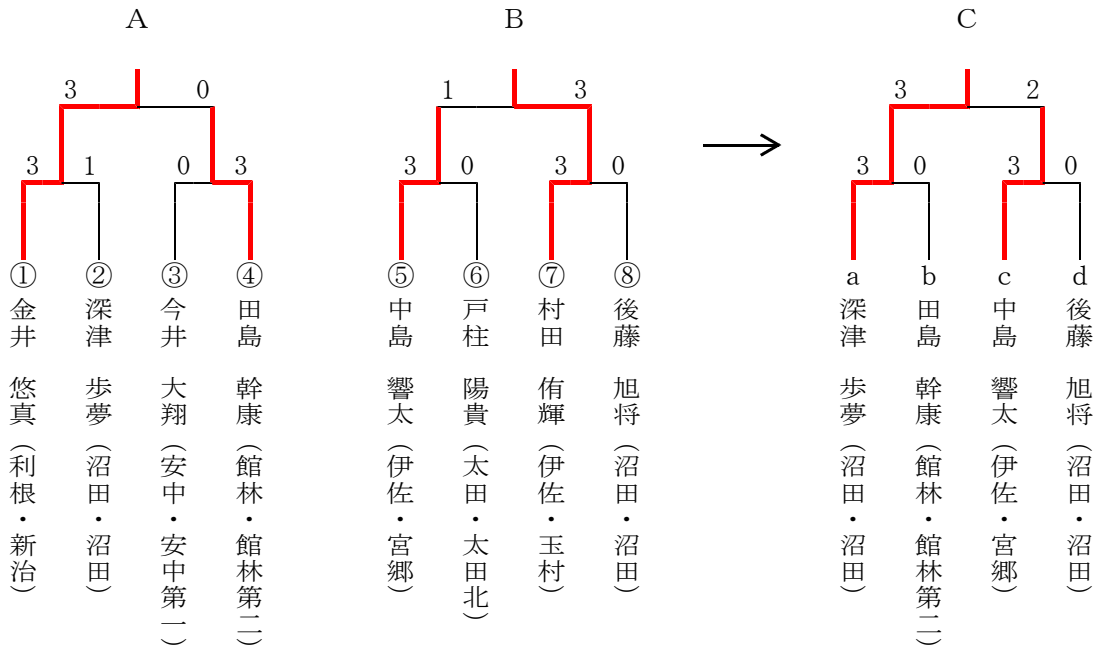 A
B
C
3 0
1 3
3 2
3 1 0 3
3 0 3 0
3 0 3 0
① 金井 悠真(利根・新治)
② 深津 歩夢(沼田・沼田)
③ 今井 大翔(安中・安中第一)
④ 田島 幹康(館林・館林第二)
⑤ 中島 響太(伊佐・宮郷)
⑥ 戸柱 陽貴(太田・太田北)
⑦ 村田 侑輝(伊佐・玉村)
⑧ 後藤 旭将(沼田・沼田)
a 深津 歩夢(沼田・沼田)
b 田島 幹康(館林・館林第二)
c 中島 響太(伊佐・宮郷)
d 後藤 旭将(沼田・沼田)